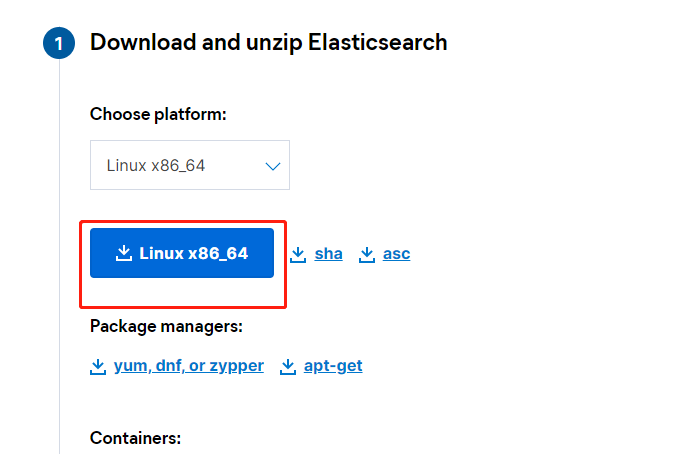 1 Download and unzip Elasticsearch
Choose platform:
Linux x86_64
Linux x86_64 sha asc
Package managers:
yum, dnf, or zypper apt-get
Containers: